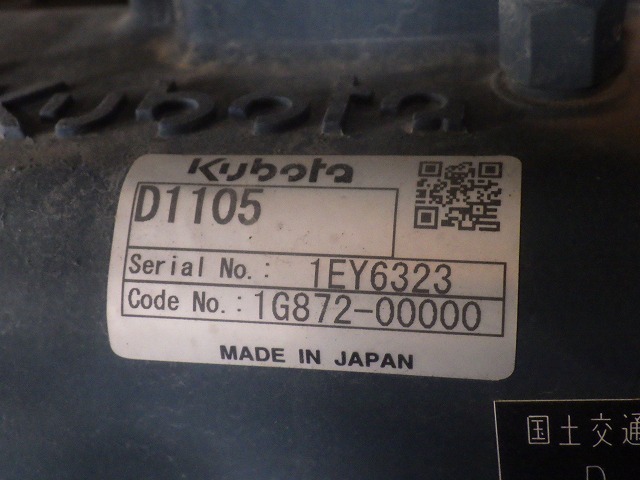 Kubota
Kubota
D1105
Serial No.: 1EY6323
Code No.: 1G872-00000
MADE IN JAPAN
国土交通
D